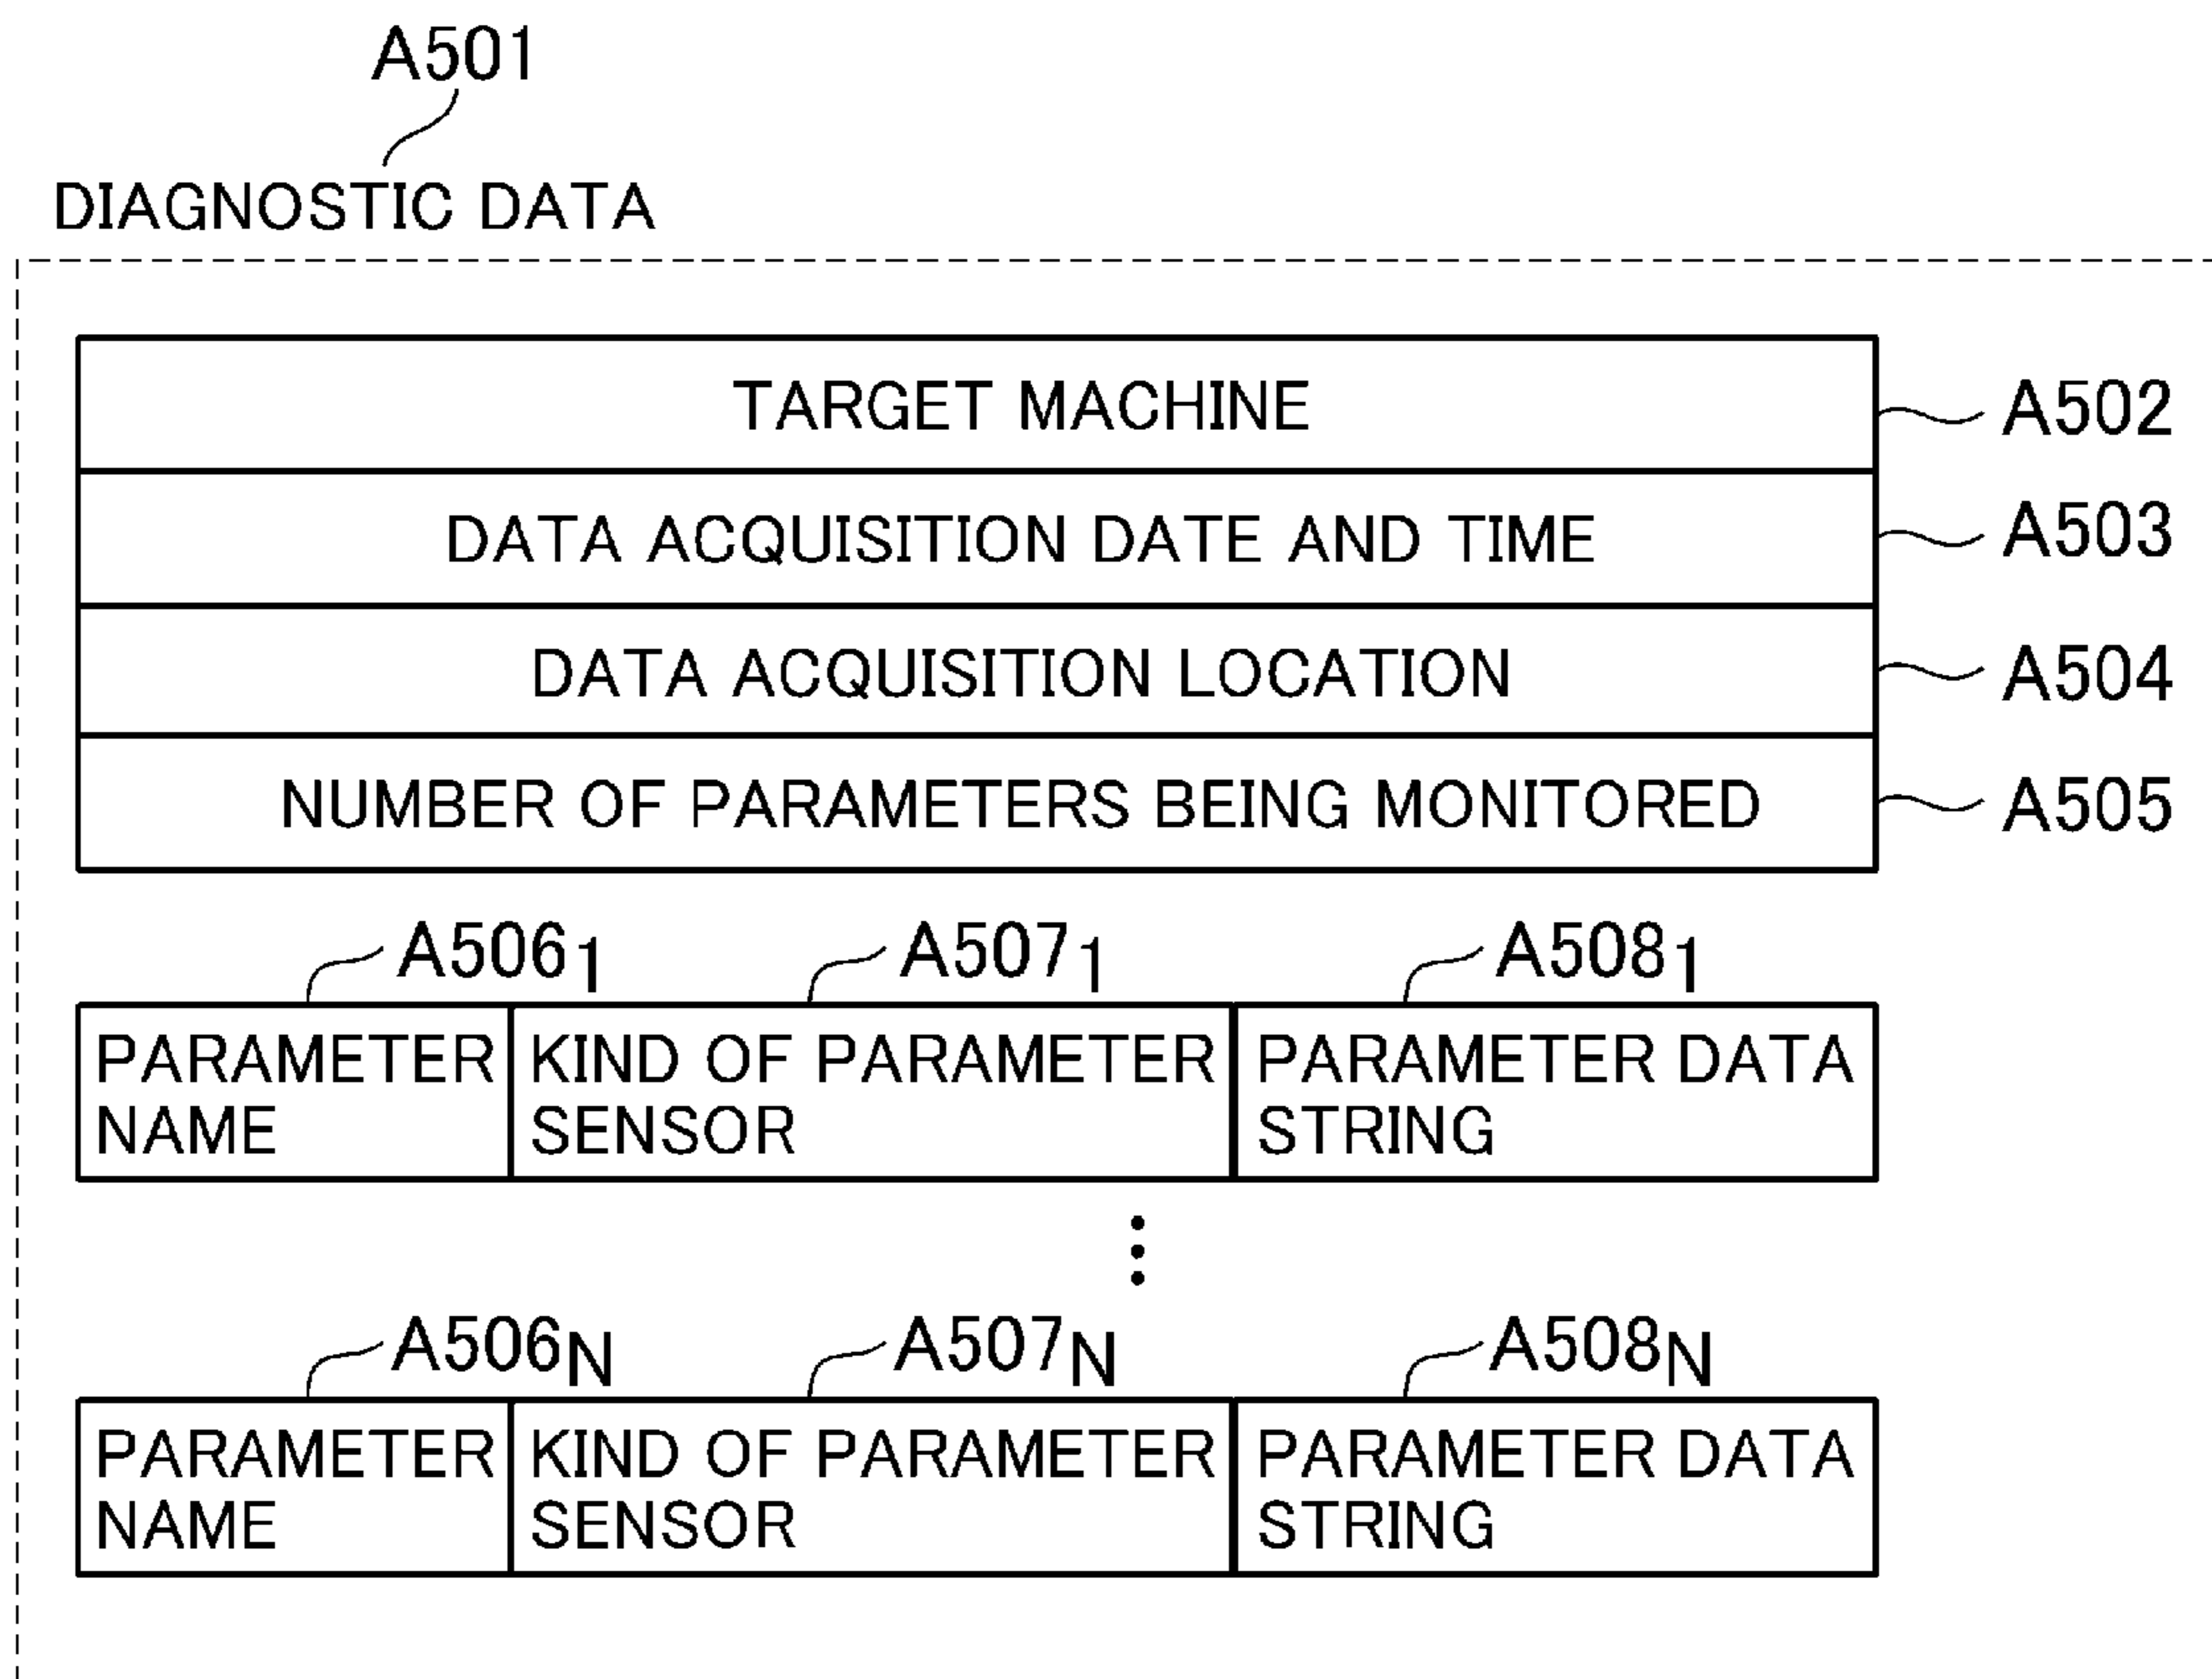 A501
DIAGNOSTIC DATA
TARGET MACHINE A502
DATA ACQUISITION DATE AND TIME A503
DATA ACQUISITION LOCATION A504
NUMBER OF PARAMETERS BEING MONITORED A505
A506₁ A507₁ A508₁
PARAMETER KIND OF PARAMETER PARAMETER DATA
NAME SENSOR STRING
A506N A507N A508N
PARAMETER KIND OF PARAMETER PARAMETER DATA
NAME SENSOR STRING